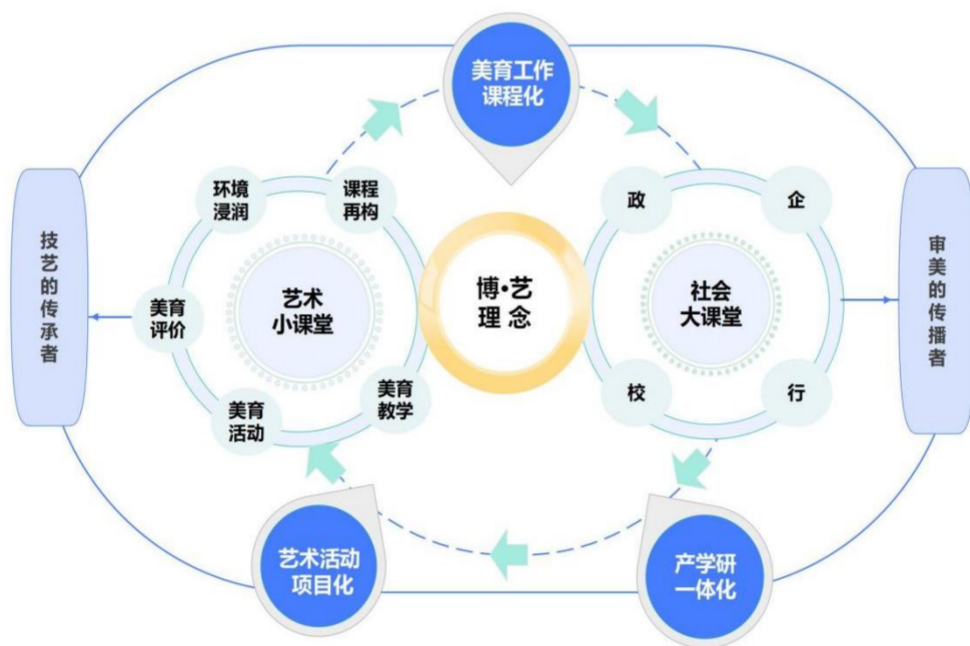 美育工作
课程化
环境
浸润
课程
再构
政
企
技艺的传承者
美育
评价
艺术
小课堂
博·艺
理念
社会
大课堂
审美的传播者
美育
活动
美育
教学
校
行
艺术活动
项目化
产学研
一体化